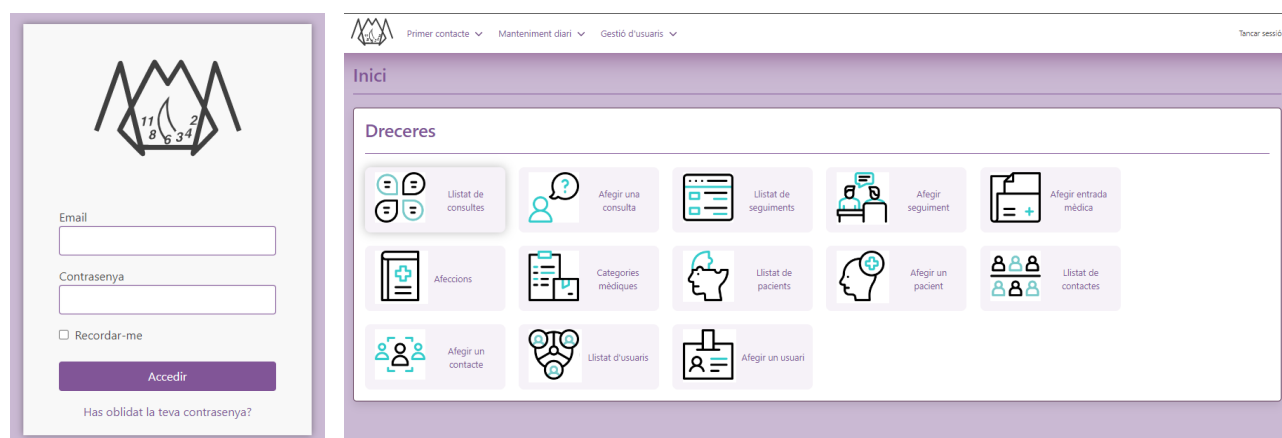 11 2
8 6 3 4
Email
Contrasenya
Recordar-me
Accedir
Has oblidat la teva contrasenya?
Primer contacte
Manteniment diari
Gestió d'usuaris
Tancar sessió
Inici
Dreceres
Llistat de
consultes
Afegir una
consulta
Llistat de
seguiments
Afegir
seguiment
Afegir entrada
mèdica
Afeccions
Categories
mèdiques
Llistat de
pacients
Afegir un
pacient
Llistat de
contactes
Afegir un
contacte
Llistat d'usuaris
Afegir un usuari